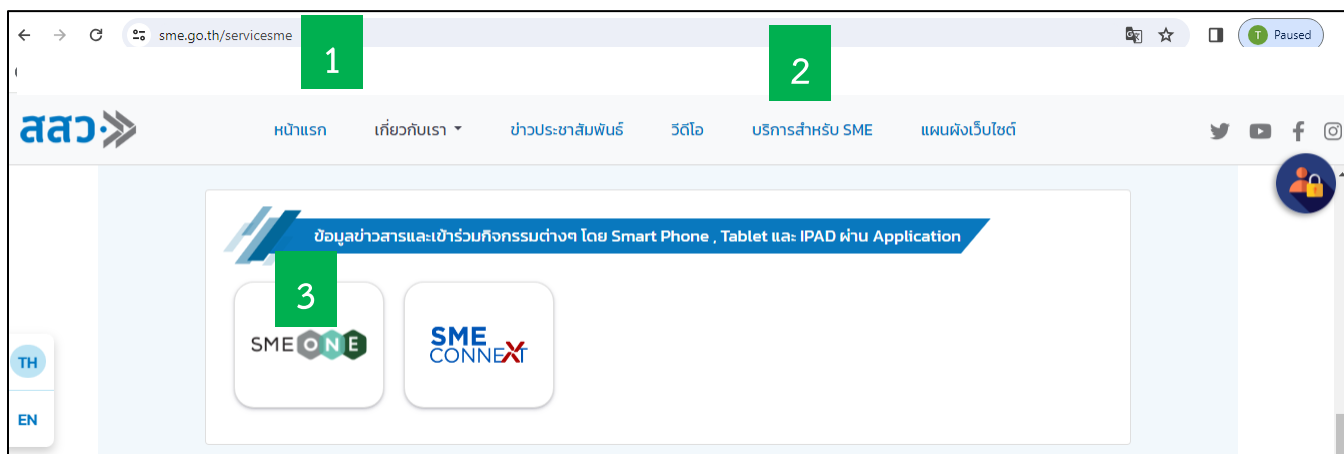 sme.go.th/servicesme
T Paused
1
2
สสว.
หน้าแรก เกี่ยวกับเรา ข่าวประชาสัมพันธ์ วีดีโอ บริการสำหรับ SME แผนผังเว็บไซต์
ข้อมูลข่าวสารและเข้าร่วมกิจกรรมต่างๆ โดย Smart Phone , Tablet และ IPAD ผ่าน Application
3
SME ONE
SME
CONNEXT
TH
EN